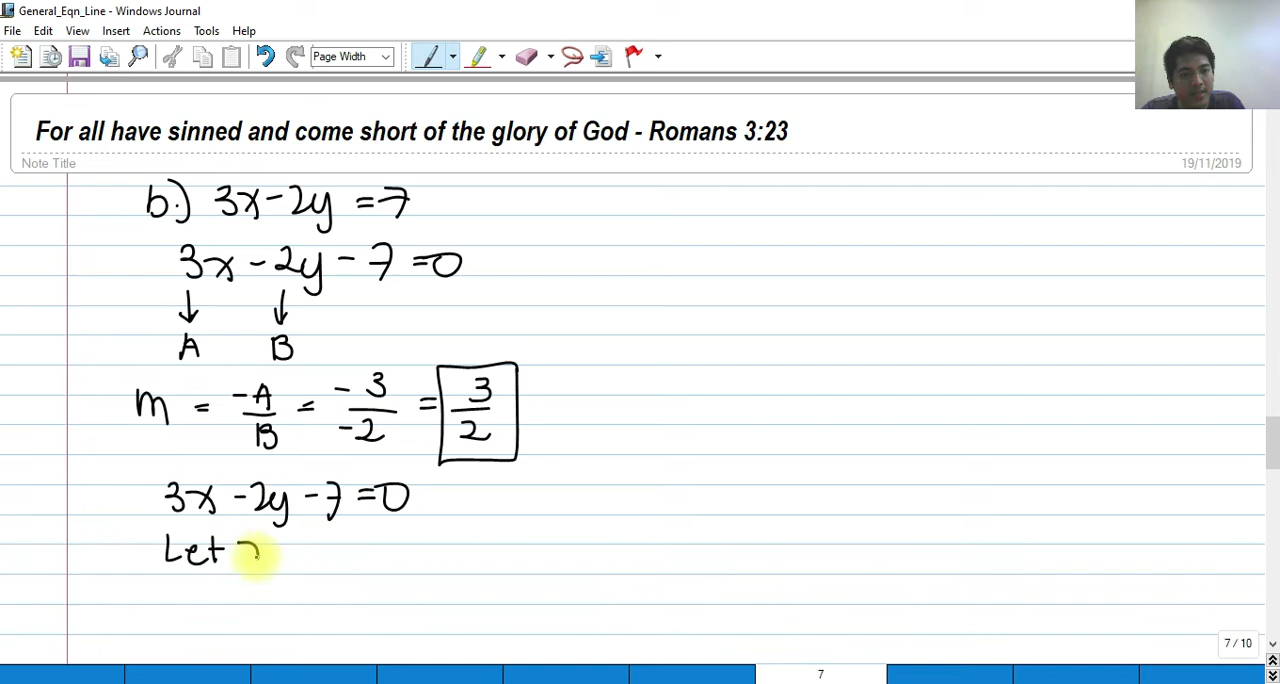 General_Eqn_Line - Windows Journal
File Edit View Insert Actions Tools Help
Page Width
For all have sinned and come short of the glory of God - Romans 3:23
Note Title
19/11/2019
b.) 3x-2y =7
3x - 2y - 7 =0
↓ ↓
A B
m = -A/B = -3/-2 = 3/2
3x -2y -7 =0
Let
7 / 10
7